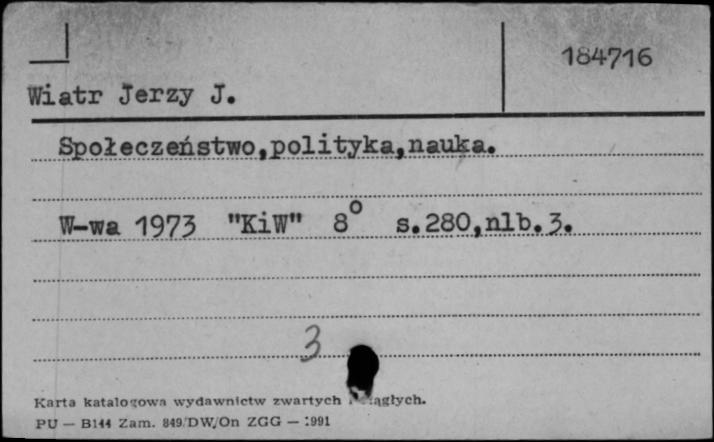 184716
Wiatr Jerzy J.
Społeczeństwo,polityka,nauka.
W-wa 1973 "KiW" 8° s.280,nlb.3.
3
Karta katalogowa wydawnictw zwartych
PU — B144 Zam. 849/DW/On ZGG — 1991